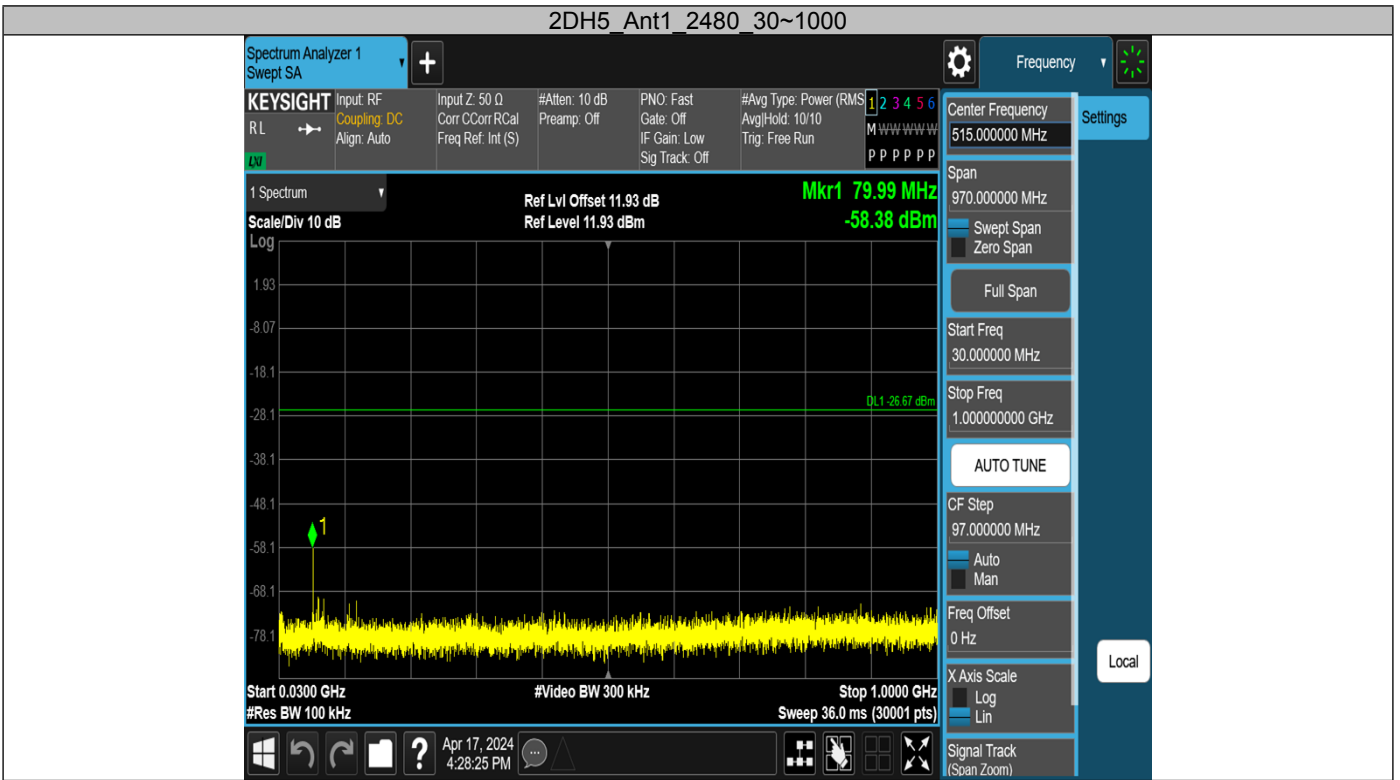 2DH5_Ant1_2480_30~1000
Spectrum Analyzer 1
Swept SA
+
Frequency
KEYSIGHT
R L
LXI
Input: RF
Coupling: DC
Align: Auto
Input Z: 50 Ω
Corr CCorr RCal
Freq Ref: Int (S)
#Atten: 10 dB
Preamp: Off
PNO: Fast
Gate: Off
IF Gain: Low
Sig Track: Off
#Avg Type: Power (RMS
Avg|Hold: 10/10
Trig: Free Run
1 2 3 4 5 6
M W W W W W
P P P P P P
Center Frequency
515.000000 MHz
Settings
1 Spectrum
Scale/Div 10 dB
Log
Ref Lvl Offset 11.93 dB
Ref Level 11.93 dBm
Mkr1 79.99 MHz
-58.38 dBm
Span
970.000000 MHz
Swept Span
Zero Span
Full Span
Start Freq
30.000000 MHz
Stop Freq
1.000000000 GHz
AUTO TUNE
CF Step
97.000000 MHz
Auto
Man
Freq Offset
0 Hz
X Axis Scale
Log
Lin
Signal Track
(Span Zoom)
Local
1.93
-8.07
-18.1
-28.1
-38.1
-48.1
-58.1
-68.1
-78.1
DL1 -26.67 dBm
1
Start 0.0300 GHz
#Res BW 100 kHz
#Video BW 300 kHz
Stop 1.0000 GHz
Sweep 36.0 ms (30001 pts)
?
Apr 17, 2024
4:28:25 PM